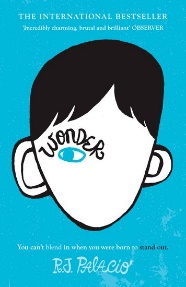 THE INTERNATIONAL BESTSELLER
'Incredibly charming, brutal and brilliant' OBSERVER
WONDER
You can't blend in when you were born to stand out.
R.J. PALACIO